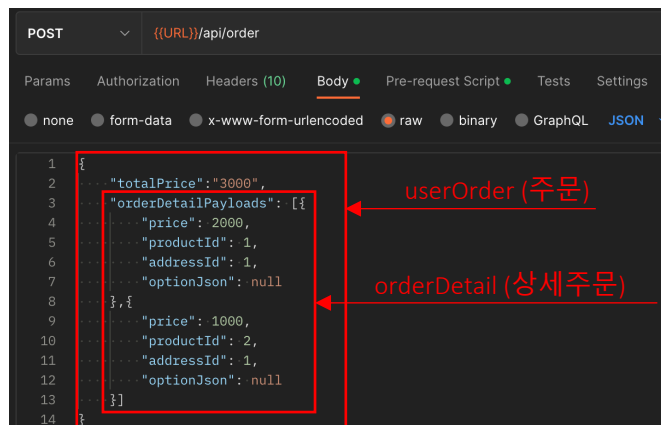 POST {{URL}}/api/order
Params Authorization Headers (10) Body Pre-request Script Tests Settings
none form-data x-www-form-urlencoded raw binary GraphQL JSON
1 {
2 "totalPrice":"3000",
userOrder (주문)
3 "orderDetailPayloads": [{
4 "price": 2000,
5 "productId": 1,
6 "addressId": 1,
7 "optionJson": null
orderDetail (상세주문)
8 },{
9 "price": 1000,
10 "productId": 2,
11 "addressId": 1,
12 "optionJson": null
13 }]
14 }